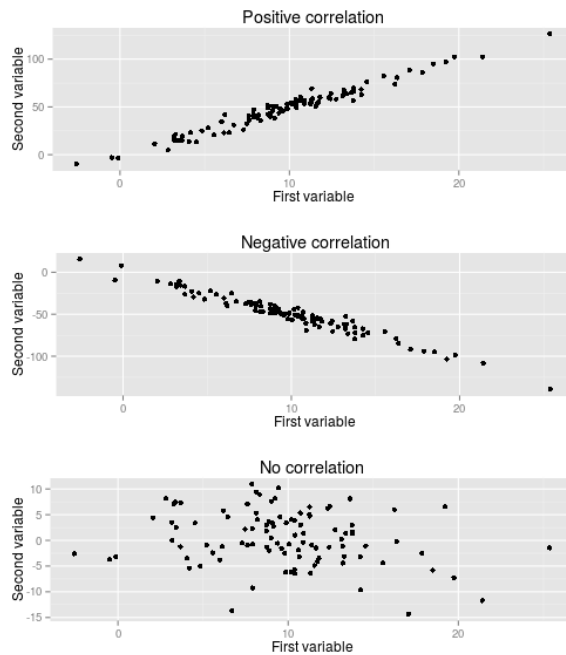 Positive correlation
100
50
0
Second variable
0 10 20
First variable
Negative correlation
0
-50
-100
Second variable
0 10 20
First variable
No correlation
10
5
0
-5
-10
-15
Second variable
0 10 20
First variable